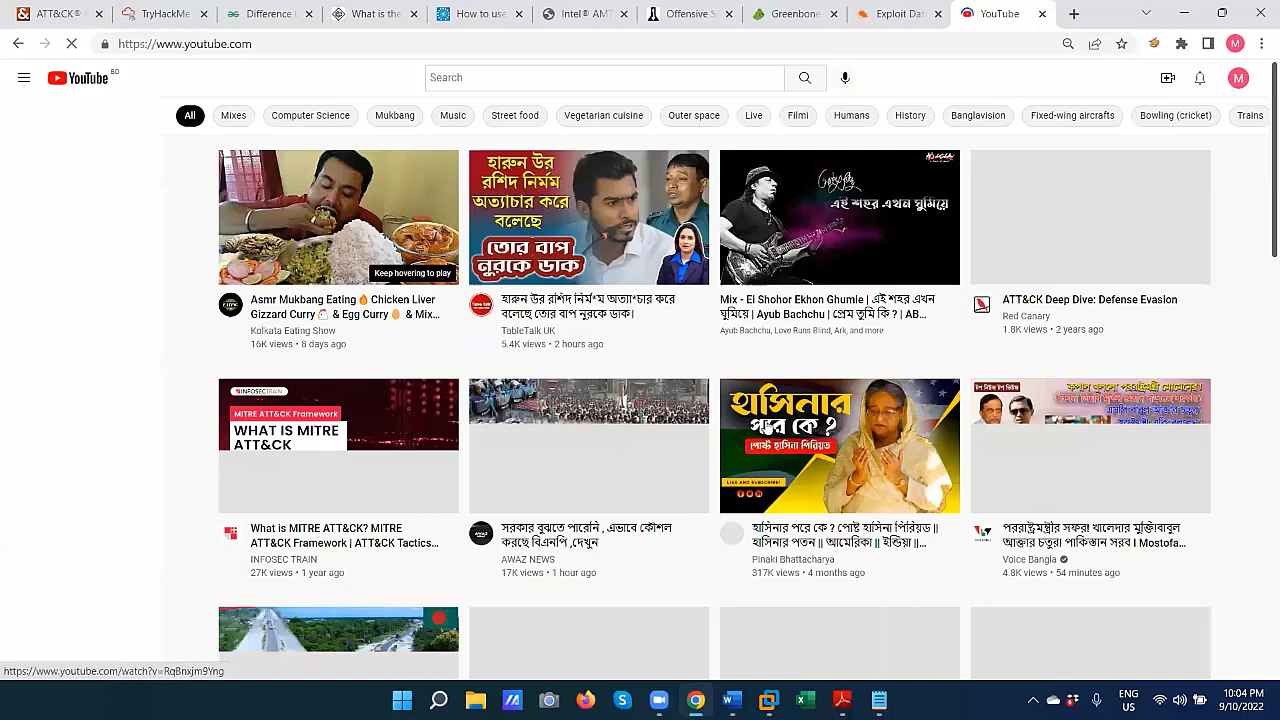 ATT&CK®
TryHackMe
Difference
What is the
How to use
Intel® AMT
Offensive S
Greenbone
Exploit Dat
YouTube
https://www.youtube.com
M
YouTube BD
Search
M
All
Mixes
Computer Science
Mukbang
Music
Street food
Vegetarian cuisine
Outer space
Live
Filmi
Humans
History
Banglavision
Fixed-wing aircrafts
Bowling (cricket)
Trains
Keep hovering to play
হারুন উর
রশিদ নির্মম
অত্যাচার করে
বলেছে
তোর বাপ
নুরকে ডাক
এই শহর এখন ঘুমিয়ে
Asmr Mukbang Eating🔥Chicken Liver
Gizzard Curry 🐔 & Egg Curry🥚 & Mix...
Kolkata Eating Show
16K views • 8 days ago
হারুন উর রশিদ নির্ম*ম অত্যা*চার করে
বলেছে তোর বাপ নুরকে ডাক।
TableTalk UK
5.4K views • 2 hours ago
Mix - Ei Shohor Ekhon Ghumie | এই শহর এখন
ঘুমিয়ে | Ayub Bachchu | প্রেম তুমি কি ? | AB...
Ayub Bachchu, Love Runs Blind, Ark, and more
ATT&CK Deep Dive: Defense Evasion
Red Canary
1.8K views • 2 years ago
INFOSECTRAIN
MITRE ATT&CK Framework
WHAT IS MITRE
ATT&CK
হাসিনার
পরে কে ?
পোষ্ট হাসিনা পিরিয়ড
LIKE AND SUBSCRIBE!
What is MITRE ATT&CK? MITRE
ATT&CK Framework | ATT&CK Tactics...
INFOSEC TRAIN
27K views • 1 year ago
সরকার বুঝতে পারেনি , এভাবে কৌশল
করছে বিএনপি ,দেখুন
AWAZ NEWS
17K views • 1 hour ago
হাসিনার পরে কে ? পোষ্ট হাসিনা পিরিয়ড ||
হাসিনার পতন || আমেরিকা || ইন্ডিয়া ||...
Pinaki Bhattacharya
317K views • 4 months ago
পররাষ্ট্রমন্ত্রীর সফর! খালেদার মুক্তি।বাবুল
আক্তার চতুর। পাকিস্তান সরব I Mostofa...
Voice Bangla
4.8K views • 54 minutes ago
https://www.youtube.com/watch?v=RqBnxjm9Yng
ENG
US
10:04 PM
9/10/2022